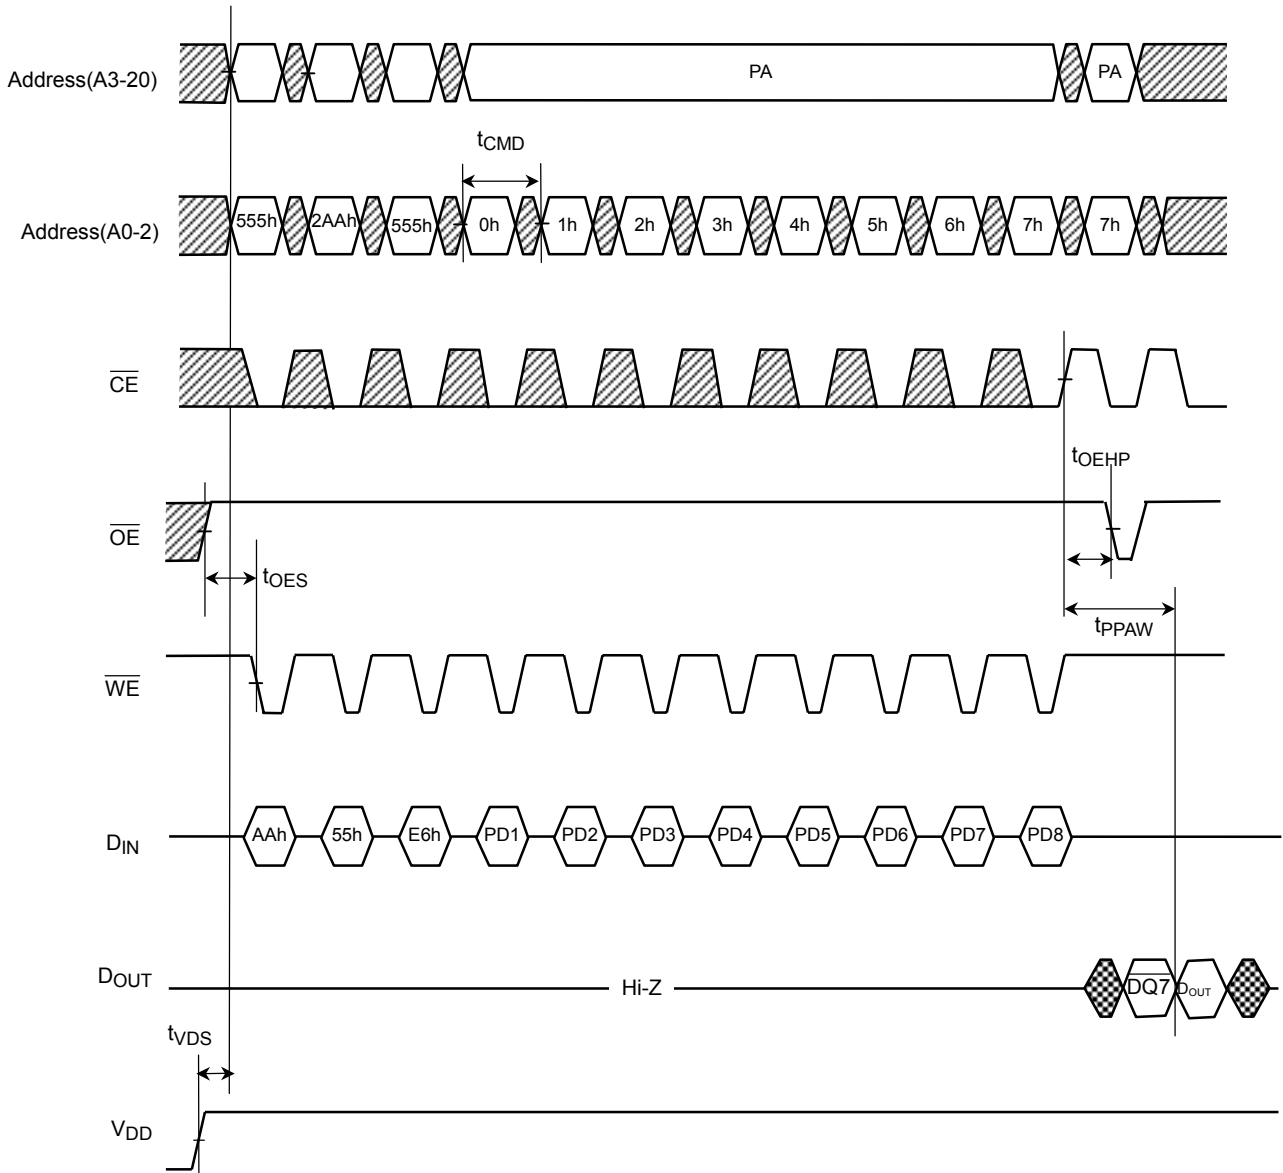 Address(A3-20) PA PA
tCMD
Address(A0-2) 555h 2AAh 555h 0h 1h 2h 3h 4h 5h 6h 7h 7h
CE
tOEHP
OE
tOES
tPPAW
WE
DIN AAh 55h E6h PD1 PD2 PD3 PD4 PD5 PD6 PD7 PD8
DOUT Hi-Z DQ7 DOUT
tVDS
VDD